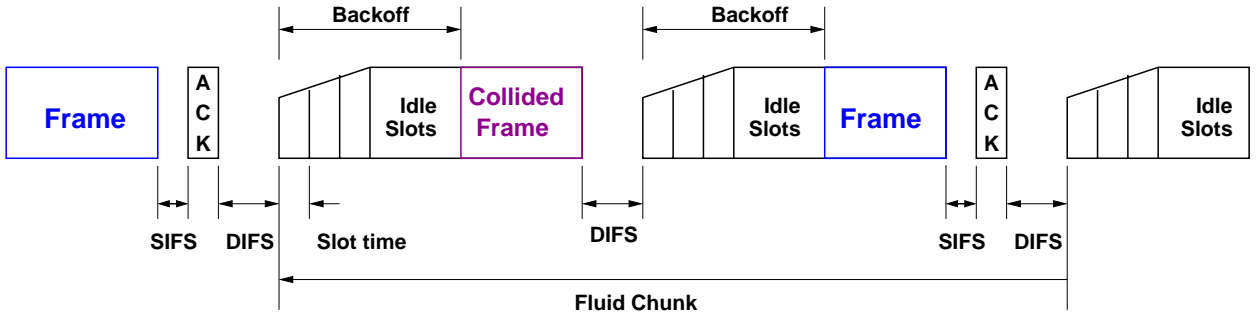 Backoff
Backoff
Frame
A
C
K
Idle
Slots
Collided
Frame
Idle
Slots
Frame
A
C
K
Idle
Slots
SIFS
DIFS
Slot time
DIFS
SIFS
DIFS
Fluid Chunk